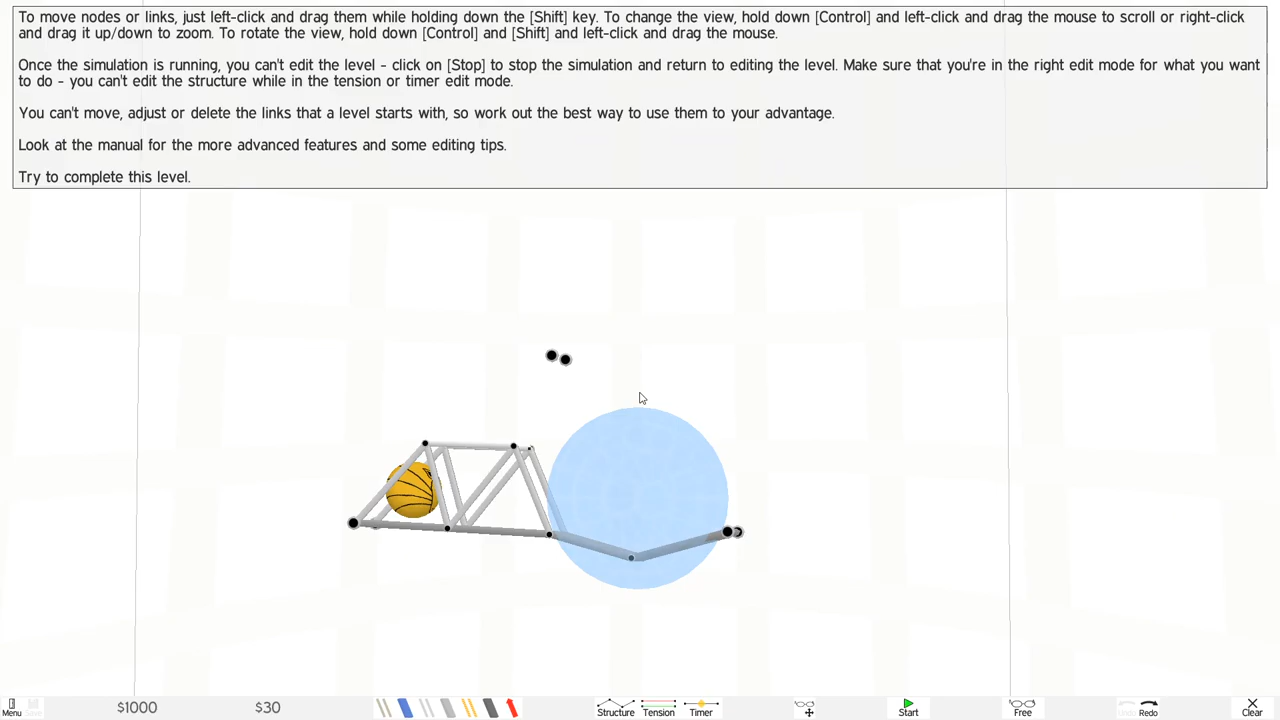 To move nodes or links, just left-click and drag them while holding down the [Shift] key. To change the view, hold down [Control] and left-click and drag the mouse to scroll or right-click
and drag it up/down to zoom. To rotate the view, hold down [Control] and [Shift] and left-click and drag the mouse.
Once the simulation is running, you can't edit the level - click on [Stop] to stop the simulation and return to editing the level. Make sure that you're in the right edit mode for what you want
to do - you can't edit the structure while in the tension or timer edit mode.
You can't move, adjust or delete the links that a level starts with, so work out the best way to use them to your advantage.
Look at the manual for the more advanced features and some editing tips.
Try to complete this level.
Menu Save $1000 $30 Structure Tension Timer Start Free Undo Redo Clear